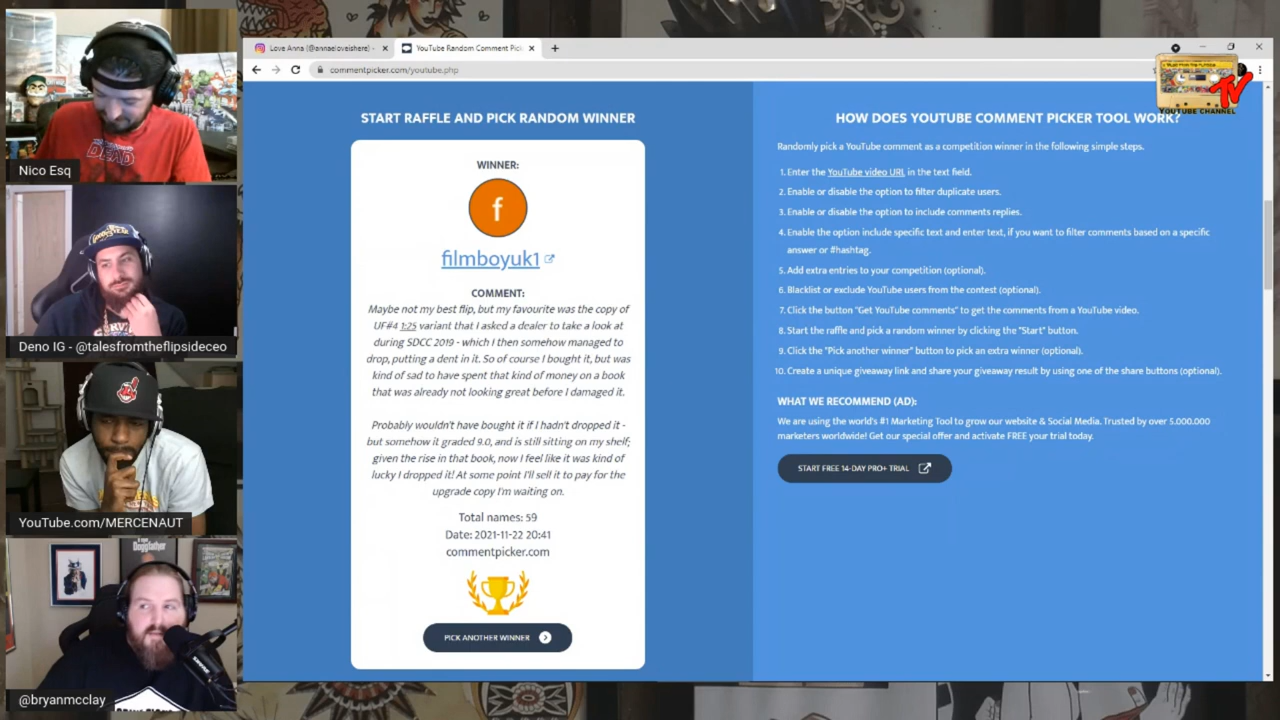 Nico Esq
Deno IG - @talesfromtheflipsideceo
YouTube.com/MERCENAUT
@bryanmcclay
Love Anna (@annaeloveishere) -
YouTube Random Comment Pick
commentpicker.com/youtube.php
TV
YOUTUBE CHANNEL
START RAFFLE AND PICK RANDOM WINNER
WINNER:
f
filmboyuk1
COMMENT:
Maybe not my best flip, but my favourite was the copy of
UF#4 1:25 variant that I asked a dealer to take a look at
during SDCC 2019 - which I then somehow managed to
drop, putting a dent in it. So of course I bought it, but was
kind of sad to have spent that kind of money on a book
that was already not looking great before I damaged it.
Probably wouldn't have bought it if I hadn't dropped it -
but somehow it graded 9.0, and is still sitting on my shelf;
given the rise in that book, now I feel like it was kind of
lucky I dropped it! At some point I'll sell it to pay for the
upgrade copy I'm waiting on.
Total names: 59
Date: 2021-11-22 20:41
commentpicker.com
PICK ANOTHER WINNER
HOW DOES YOUTUBE COMMENT PICKER TOOL WORK?
Randomly pick a YouTube comment as a competition winner in the following simple steps.
1. Enter the YouTube video URL in the text field.
2. Enable or disable the option to filter duplicate users.
3. Enable or disable the option to include comments replies.
4. Enable the option include specific text and enter text, if you want to filter comments based on a specific
answer or #hashtag.
5. Add extra entries to your competition (optional).
6. Blacklist or exclude YouTube users from the contest (optional).
7. Click the button "Get YouTube comments" to get the comments from a YouTube video.
8. Start the raffle and pick a random winner by clicking the "Start" button.
9. Click the "Pick another winner" button to pick an extra winner (optional).
10. Create a unique giveaway link and share your giveaway result by using one of the share buttons (optional).
WHAT WE RECOMMEND (AD):
We are using the world's #1 Marketing Tool to grow our website & Social Media. Trusted by over 5.000.000
marketers worldwide! Get our special offer and activate FREE your trial today.
START FREE 14-DAY PRO+ TRIAL